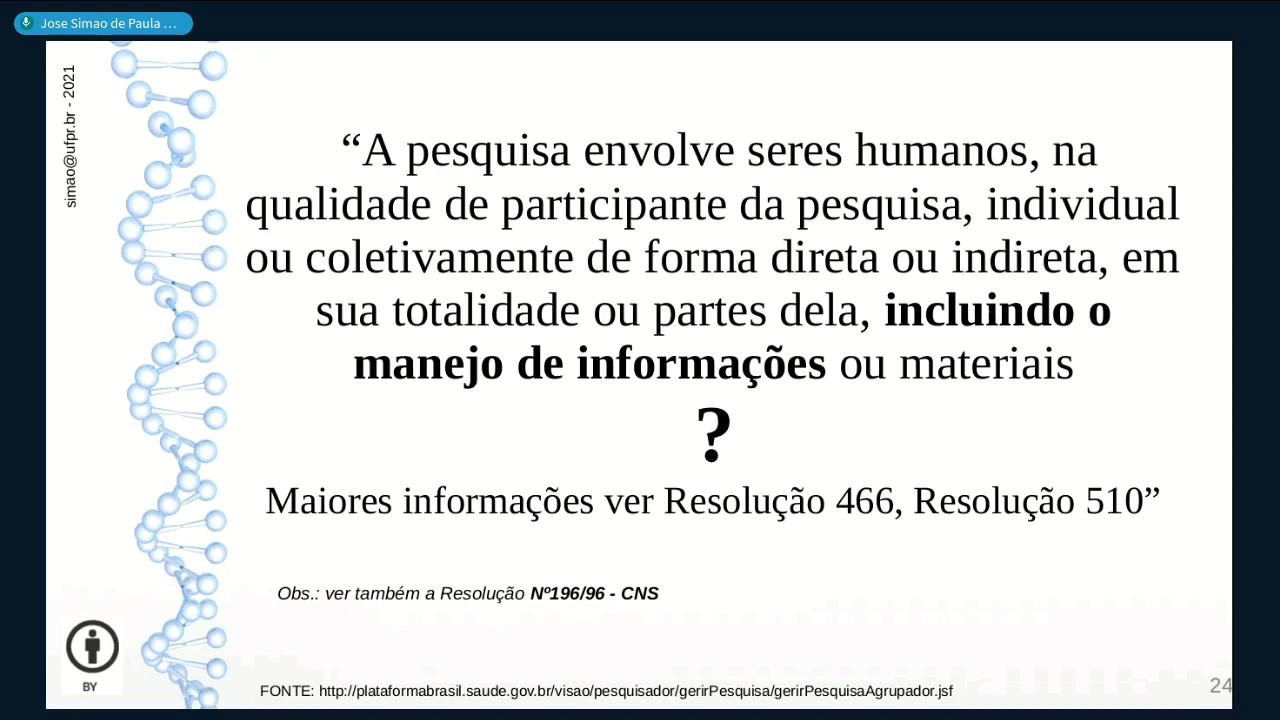 Jose Simao de Paula ...
simao@ufpr.br - 2021
“A pesquisa envolve seres humanos, na
qualidade de participante da pesquisa, individual
ou coletivamente de forma direta ou indireta, em
sua totalidade ou partes dela, incluindo o
manejo de informações ou materiais
?
Maiores informações ver Resolução 466, Resolução 510”
Obs.: ver também a Resolução Nº196/96 - CNS
BY
FONTE: http://plataformabrasil.saude.gov.br/visao/pesquisador/gerirPesquisa/gerirPesquisaAgrupador.jsf
24